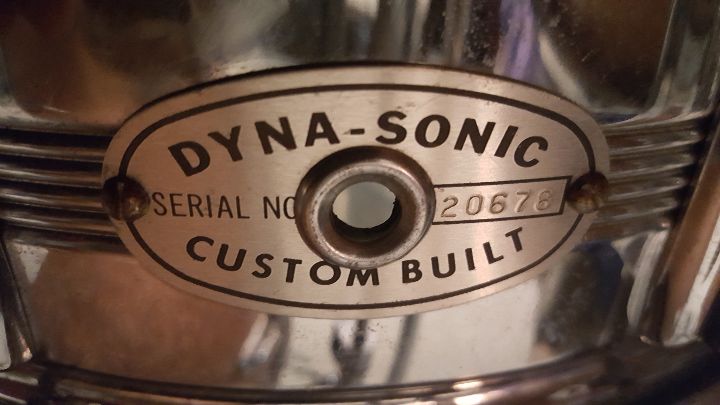 DYNA-SONIC
SERIAL NO 20678
CUSTOM BUILT